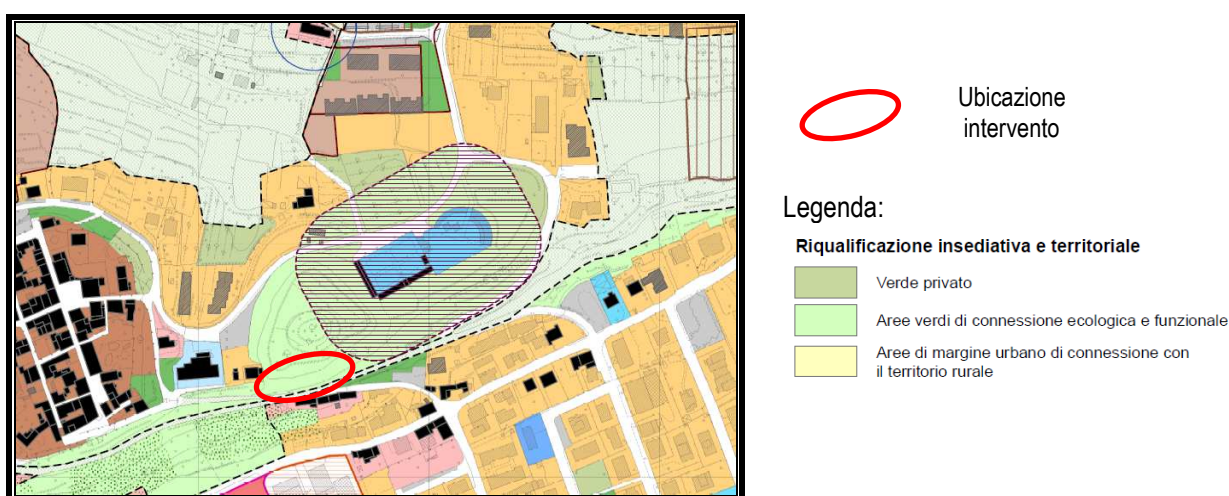 Ubicazione
intervento
Legenda:
Riqualificazione insediativa e territoriale
Verde privato
Aree verdi di connessione ecologica e funzionale
Aree di margine urbano di connessione con
il territorio rurale